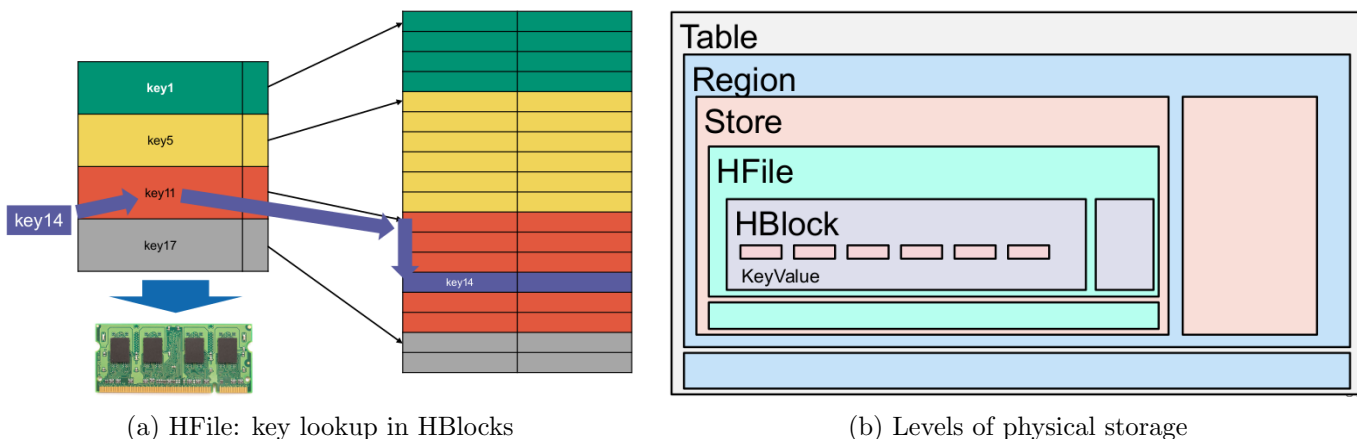 key1
key5
key11
key17
key14
key14
(a) HFile: key lookup in HBlocks
Table
Region
Store
HFile
HBlock
KeyValue
(b) Levels of physical storage